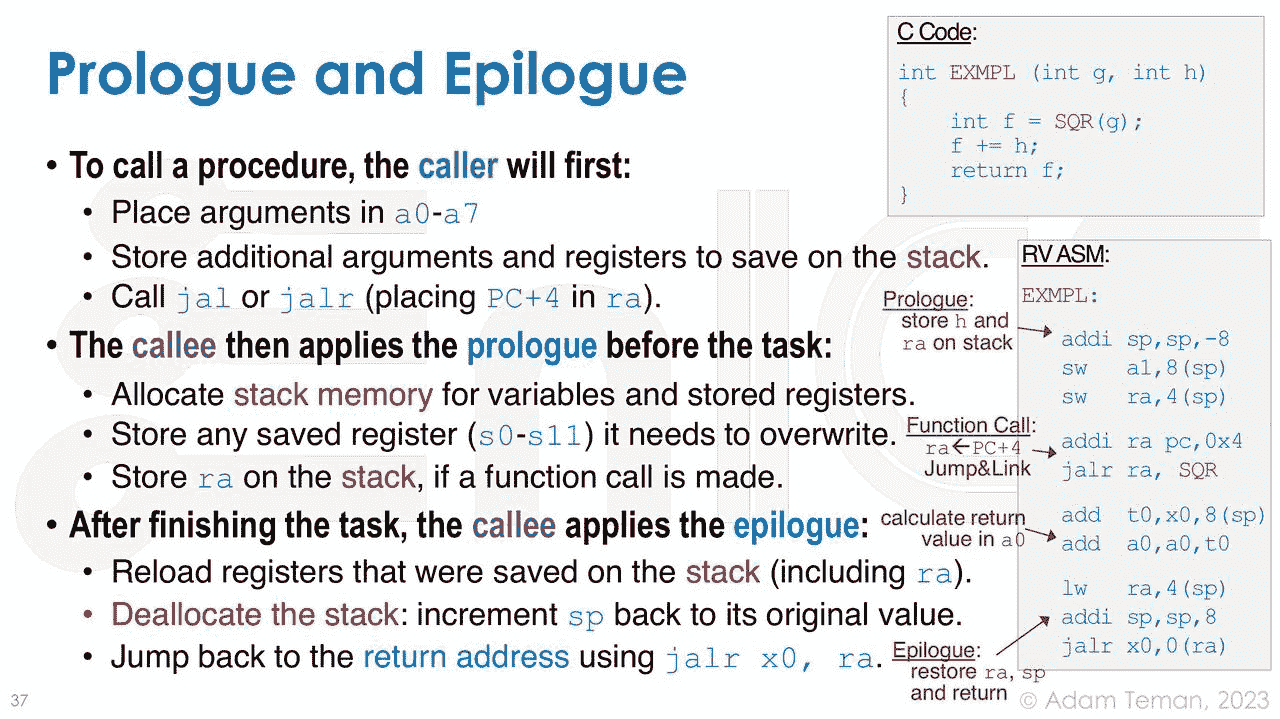 Prologue and Epilogue
• To call a procedure, the caller will first:
• Place arguments in a0-a7
• Store additional arguments and registers to save on the stack.
• Call jal or jalr (placing PC+4 in ra).
• The callee then applies the prologue before the task:
• Allocate stack memory for variables and stored registers.
• Store any saved register (s0-s11) it needs to overwrite.
• Store ra on the stack, if a function call is made.
• After finishing the task, the callee applies the epilogue:
• Reload registers that were saved on the stack (including ra).
• Deallocate the stack: increment sp back to its original value.
• Jump back to the return address using jalr x0, ra.
C Code:
int EXMPL (int g, int h)
{
int f = SQR(g);
f += h;
return f;
}
RV ASM:
EXMPL:
addi sp,sp,-8
sw a1,8(sp)
sw ra,4(sp)
addi ra pc,0x4
jalr ra, SQR
add t0,x0,8(sp)
add a0,a0,t0
lw ra,4(sp)
addi sp,sp,8
jalr x0,0(ra)
Prologue:
store h and
ra on stack
Function Call:
ra←PC+4
Jump&Link
calculate return
value in a0
Epilogue:
restore ra, sp
and return
37
© Adam Teman, 2023